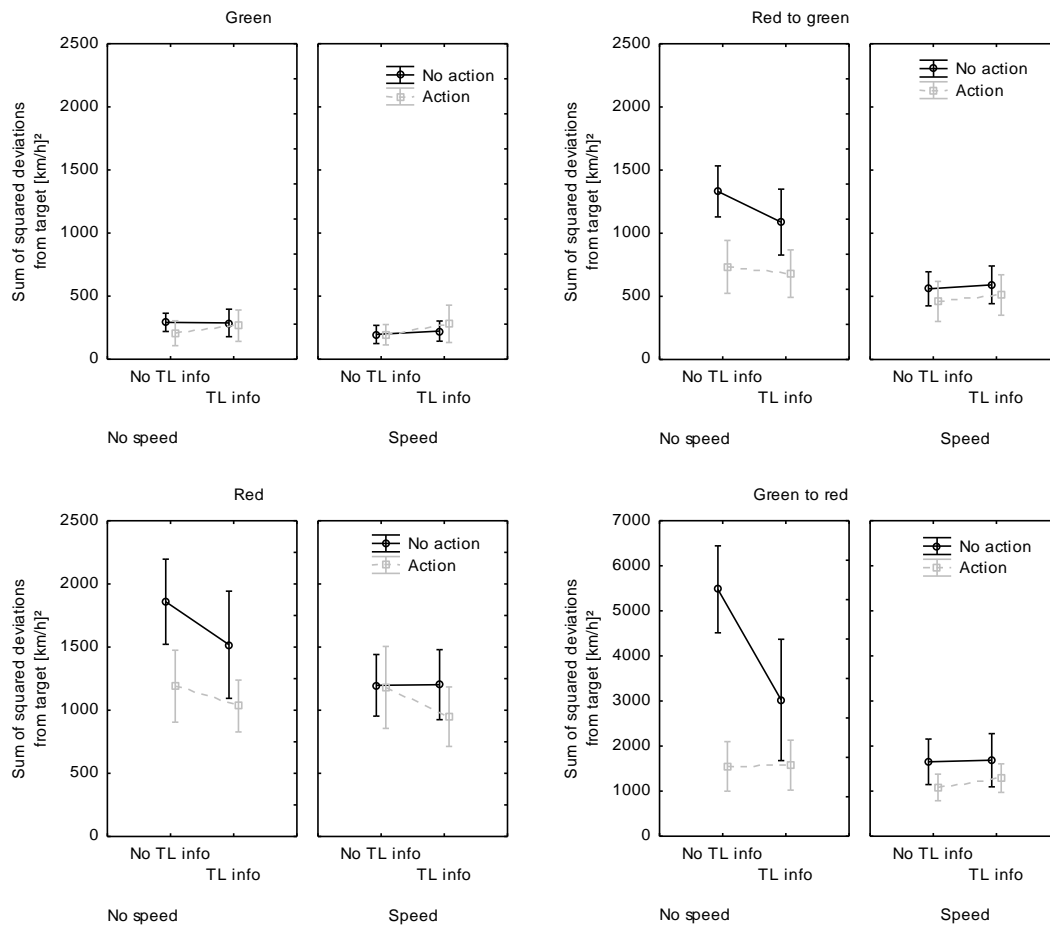 Green
Sum of squared deviations
from target [km/h]²
2500
2000
1500
1000
500
0
No action
Action
No TL info
TL info
No TL info
TL info
No speed
Speed
Red to green
Sum of squared deviations
from target [km/h]²
2500
2000
1500
1000
500
0
No action
Action
No TL info
TL info
No TL info
TL info
No speed
Speed
Red
Sum of squared deviations
from target [km/h]²
2500
2000
1500
1000
500
0
No action
Action
No TL info
TL info
No TL info
TL info
No speed
Speed
Green to red
Sum of squared deviations
from target [km/h]²
7000
6000
5000
4000
3000
2000
1000
0
No action
Action
No TL info
TL info
No TL info
TL info
No speed
Speed